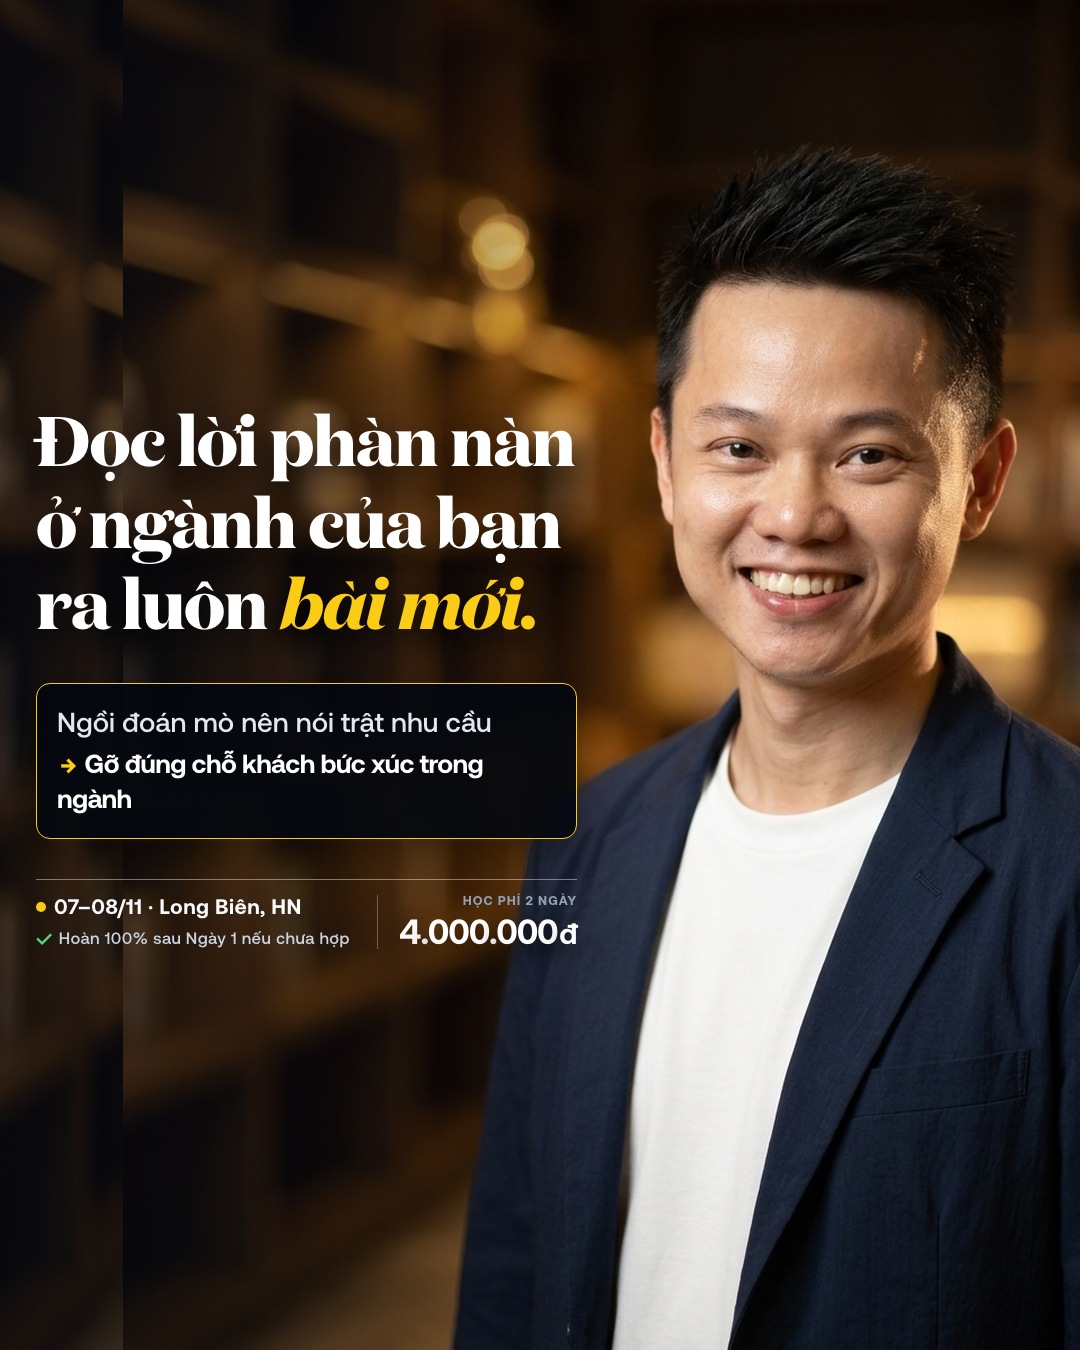 Đọc lời phàn nàn
ở ngành của bạn
ra luôn bài mới.
Ngồi đoán mò nên nói trật nhu cầu
→ Gỡ đúng chỗ khách bức xúc trong
ngành
07–08/11 · Long Biên, HN
✓ Hoàn 100% sau Ngày 1 nếu chưa hợp
HỌC PHÍ 2 NGÀY
4.000.000đ